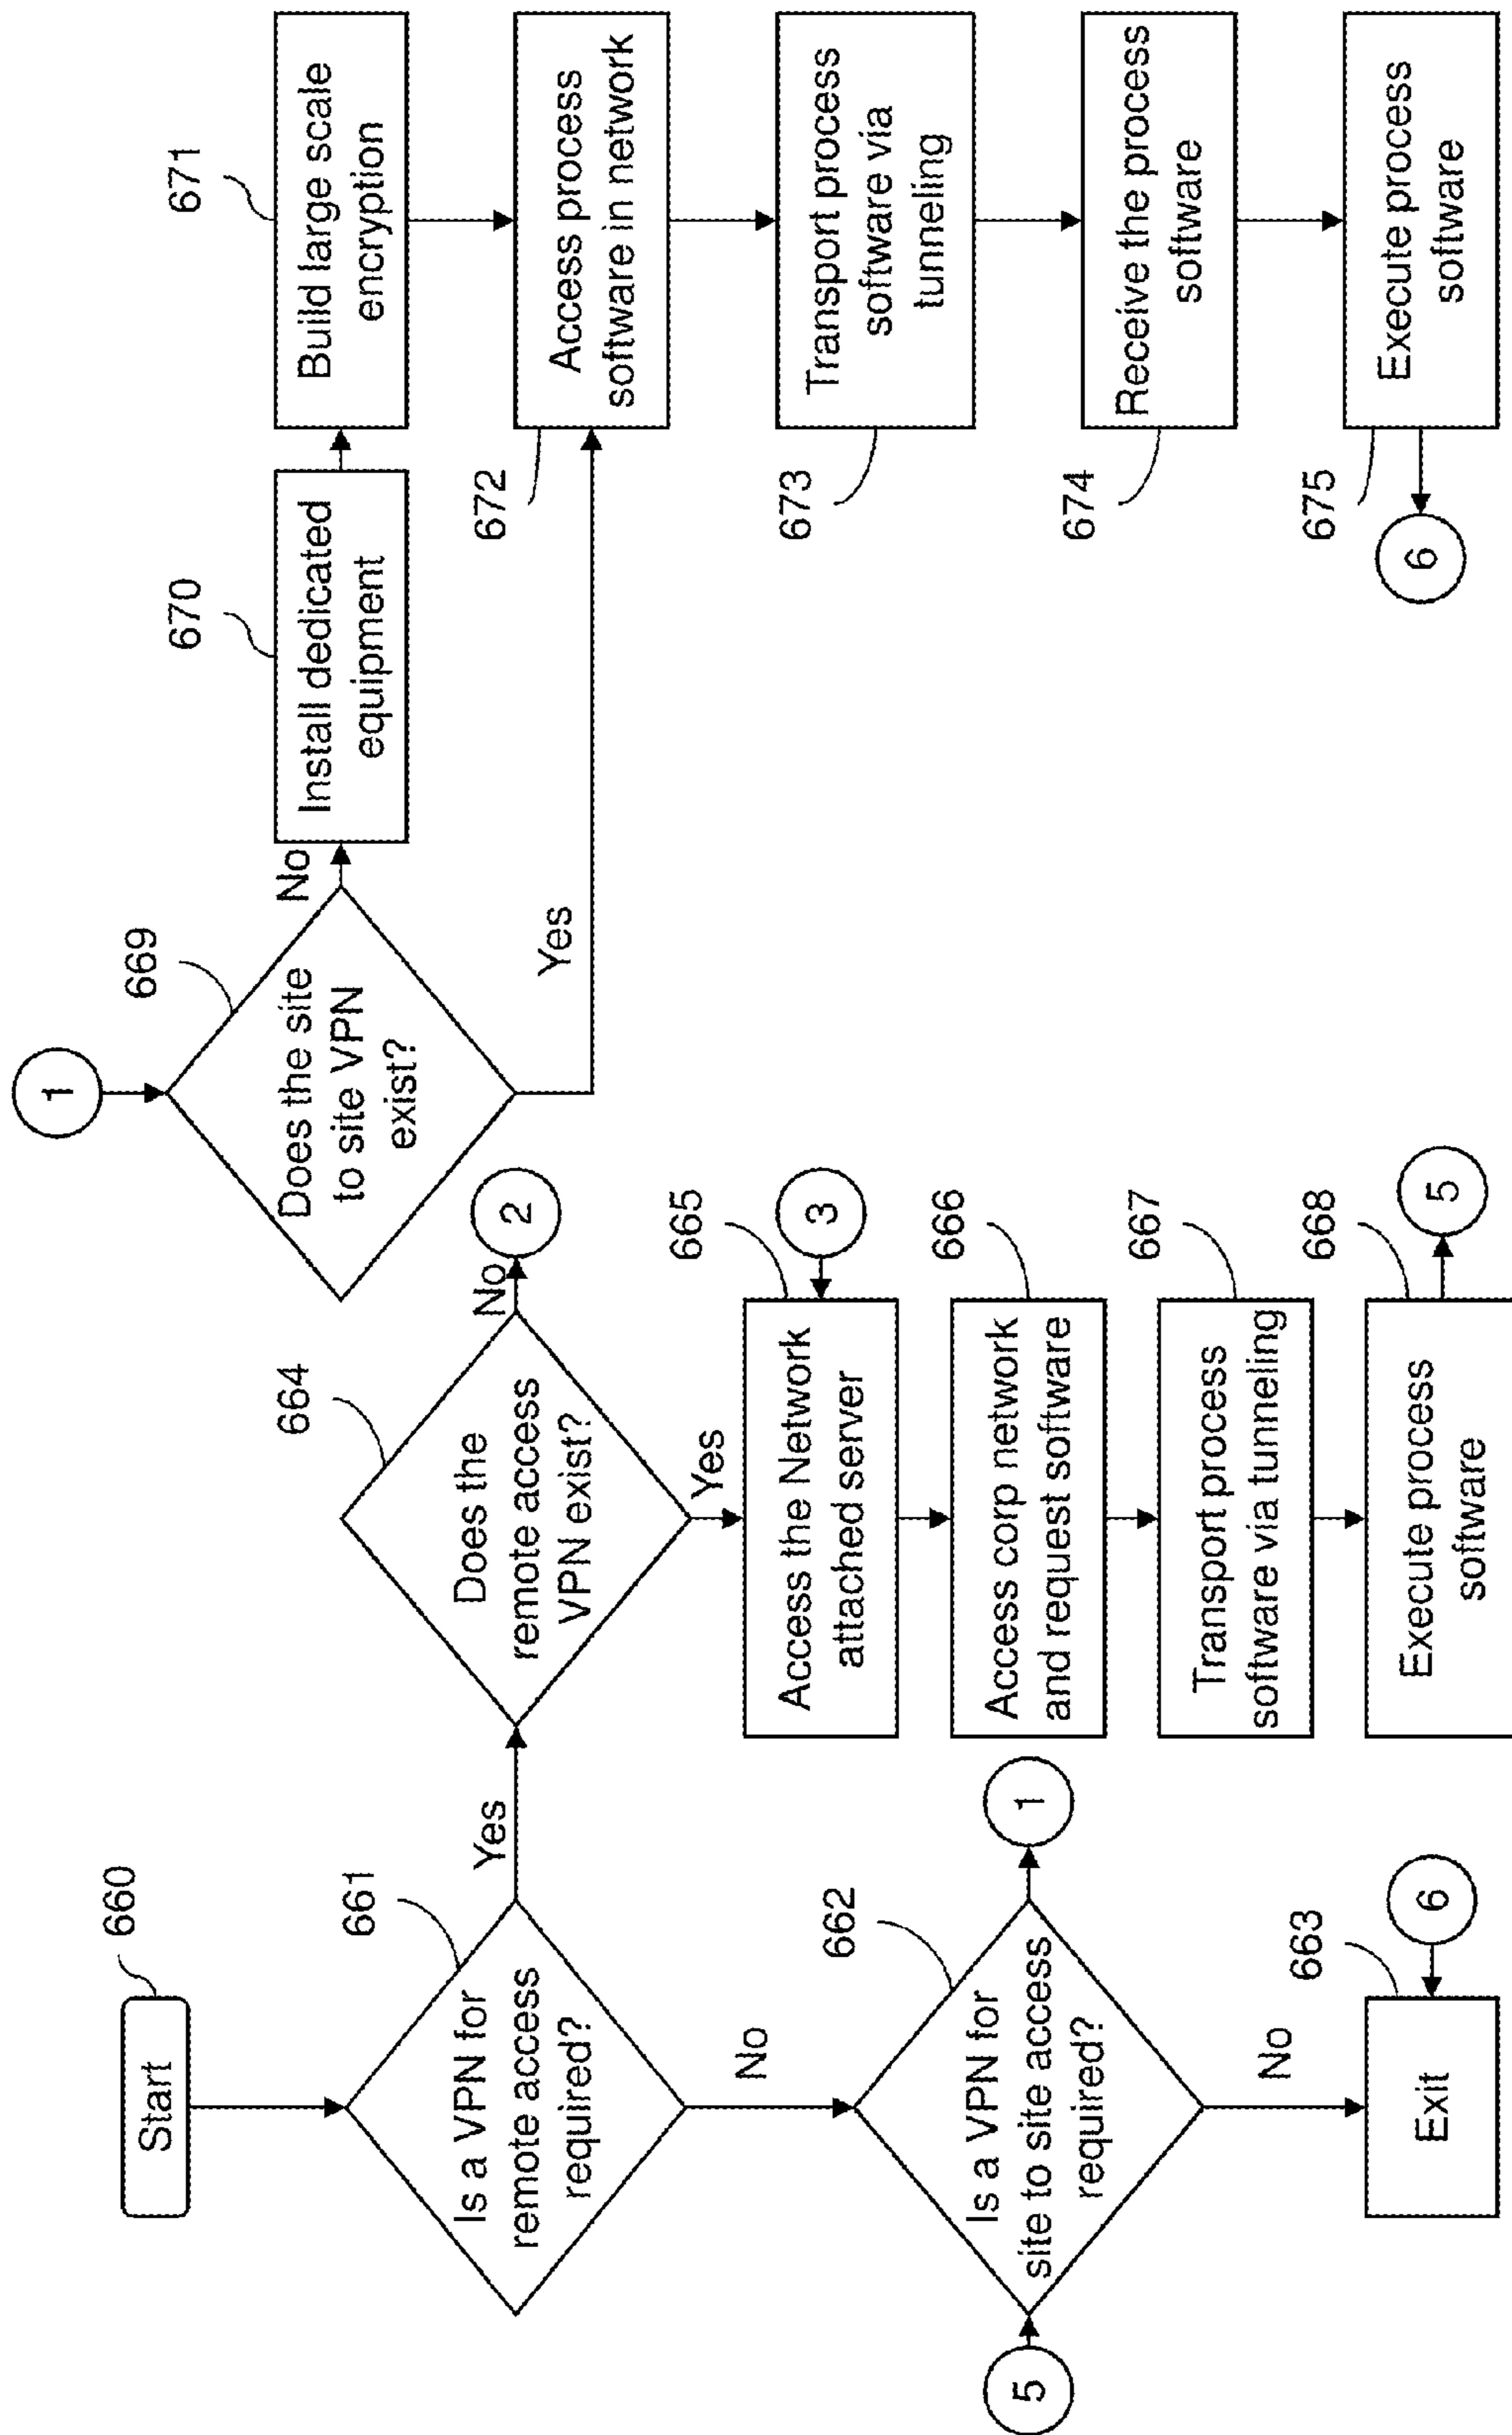 660
Start
661
Is a VPN for
remote access
required?
Yes
No
662
Is a VPN for
site to site access
required?
5
1
No
663
Exit
6
664
Does the
remote access
VPN exist?
No
2
Yes
665
Access the Network
attached server
3
666
Access corp network
and request software
667
Transport process
software via tunneling
668
Execute process
software
5
1
669
Does the site
to site VPN
exist?
No
Yes
670
Install dedicated
equipment
671
Build large scale
encryption
672
Access process
software in network
673
Transport process
software via
tunneling
674
Receive the process
software
675
Execute process
software
6